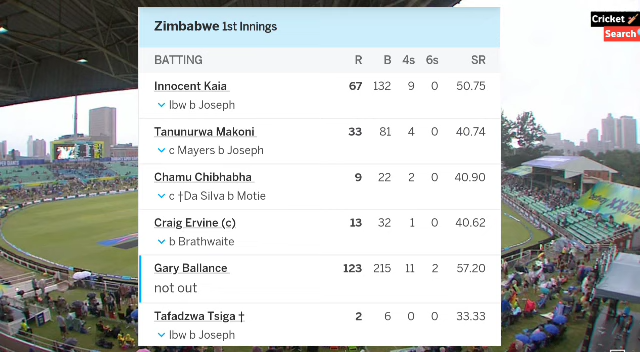 Zimbabwe 1st Innings
Cricket
Search
BATTING R B 4s 6s SR
Innocent Kaia 67 132 9 0 50.75
lbw b Joseph
Tanunurwa Makoni 33 81 4 0 40.74
c Mayers b Joseph
Chamu Chibhabha 9 22 2 0 40.90
c †Da Silva b Motie
Craig Ervine (c) 13 32 1 0 40.62
b Brathwaite
Gary Ballance 123 215 11 2 57.20
not out
Tafadzwa Tsiga † 2 6 0 0 33.33
lbw b Joseph